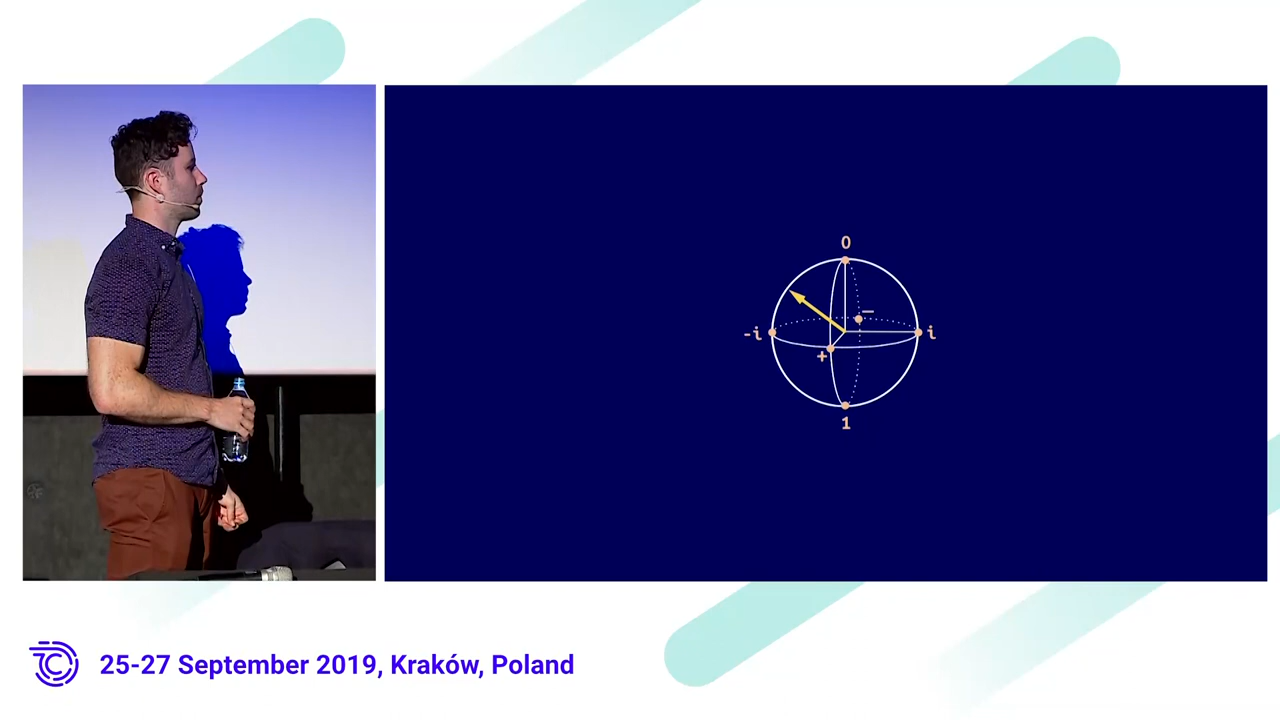 0
−
-i
i
+
1
25-27 September 2019, Kraków, Poland